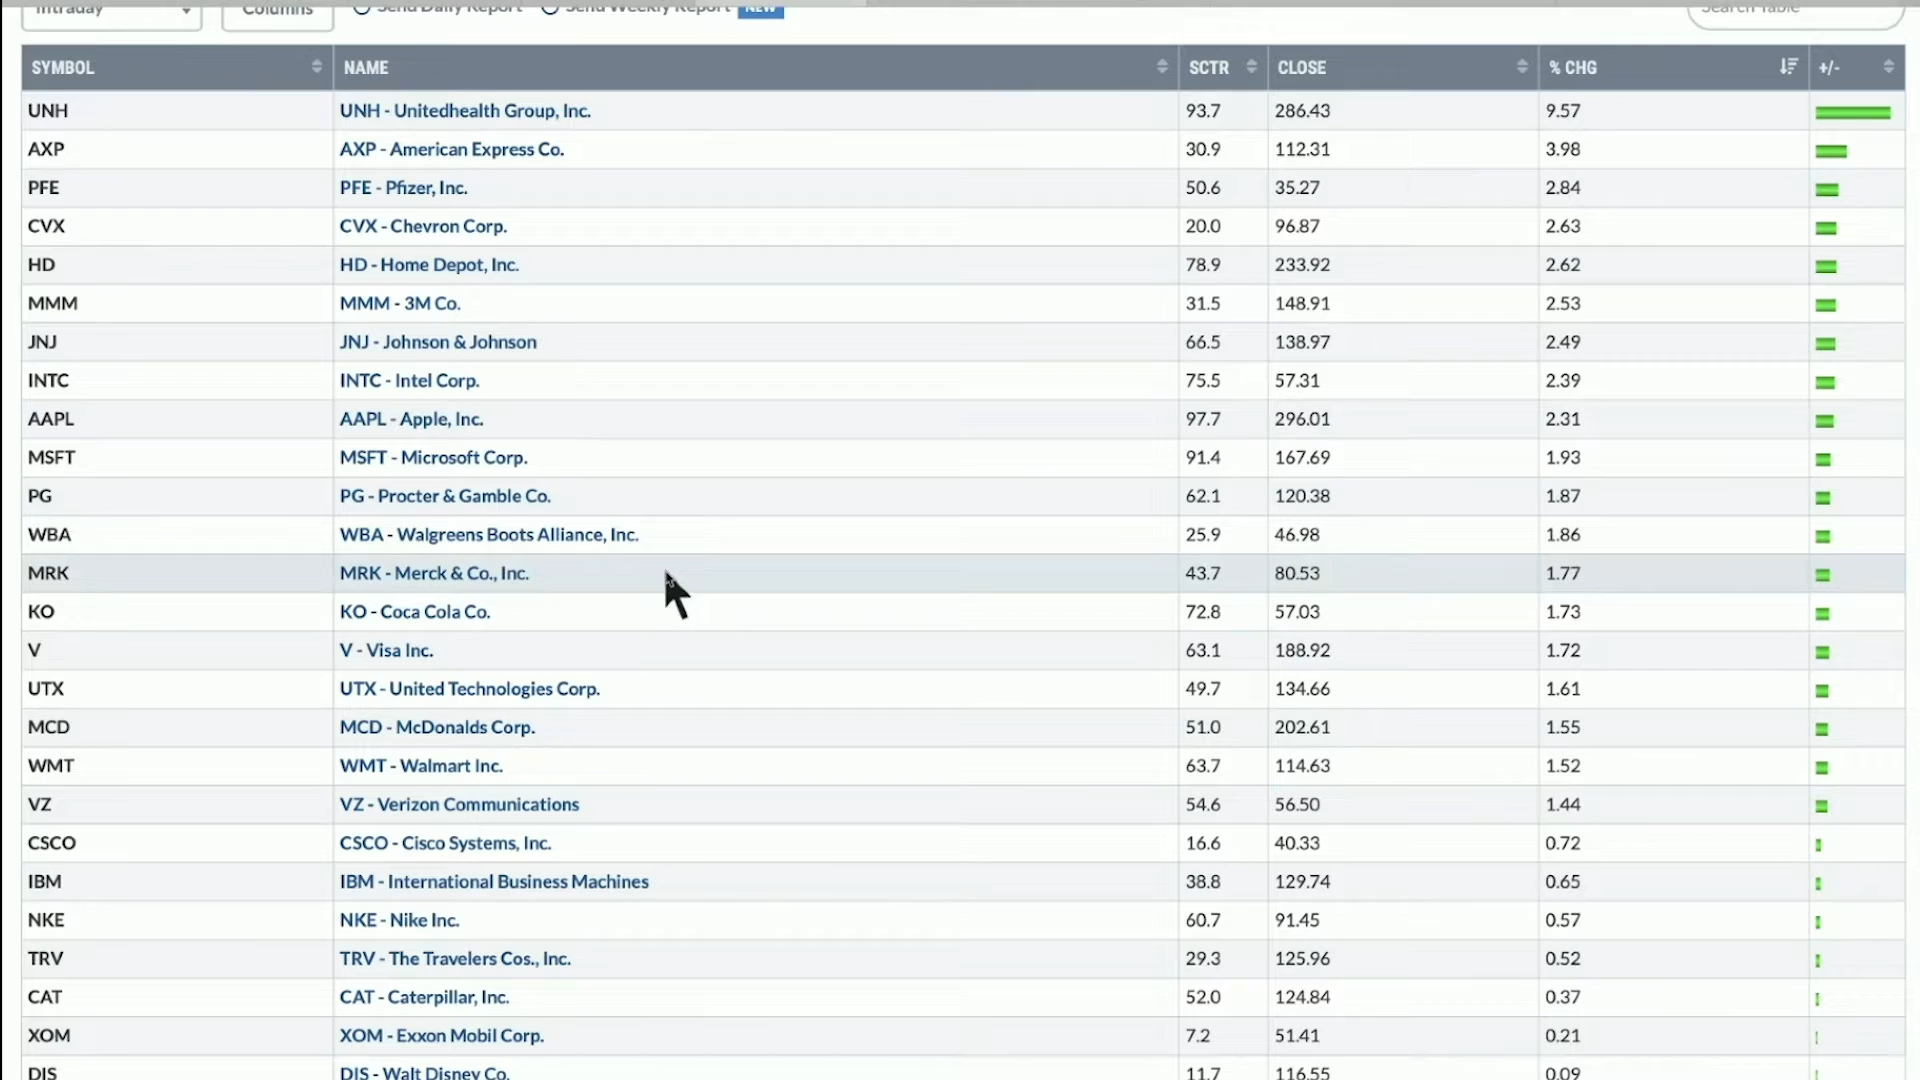 Intraday Columns Send Daily Report Send Weekly Report NEW Search Table
SYMBOL NAME SCTR CLOSE % CHG +/-
UNH UNH - Unitedhealth Group, Inc. 93.7 286.43 9.57
AXP AXP - American Express Co. 30.9 112.31 3.98
PFE PFE - Pfizer, Inc. 50.6 35.27 2.84
CVX CVX - Chevron Corp. 20.0 96.87 2.63
HD HD - Home Depot, Inc. 78.9 233.92 2.62
MMM MMM - 3M Co. 31.5 148.91 2.53
JNJ JNJ - Johnson & Johnson 66.5 138.97 2.49
INTC INTC - Intel Corp. 75.5 57.31 2.39
AAPL AAPL - Apple, Inc. 97.7 296.01 2.31
MSFT MSFT - Microsoft Corp. 91.4 167.69 1.93
PG PG - Procter & Gamble Co. 62.1 120.38 1.87
WBA WBA - Walgreens Boots Alliance, Inc. 25.9 46.98 1.86
MRK MRK - Merck & Co., Inc. 43.7 80.53 1.77
KO KO - Coca Cola Co. 72.8 57.03 1.73
V V - Visa Inc. 63.1 188.92 1.72
UTX UTX - United Technologies Corp. 49.7 134.66 1.61
MCD MCD - McDonalds Corp. 51.0 202.61 1.55
WMT WMT - Walmart Inc. 63.7 114.63 1.52
VZ VZ - Verizon Communications 54.6 56.50 1.44
CSCO CSCO - Cisco Systems, Inc. 16.6 40.33 0.72
IBM IBM - International Business Machines 38.8 129.74 0.65
NKE NKE - Nike Inc. 60.7 91.45 0.57
TRV TRV - The Travelers Cos., Inc. 29.3 125.96 0.52
CAT CAT - Caterpillar, Inc. 52.0 124.84 0.37
XOM XOM - Exxon Mobil Corp. 7.2 51.41 0.21
DIS DIS - Walt Disney Co. 11.7 116.55 0.09